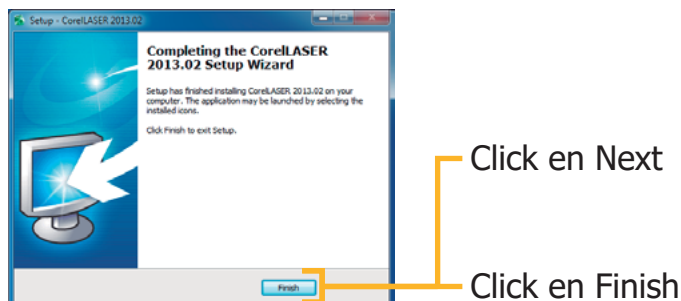 Setup - CorelLASER 2013.02
Completing the CorelLASER
2013.02 Setup Wizard
Setup has finished installing CorelLASER 2013.02 on your
computer. The application may be launched by selecting the
installed icons.
Click Finish to exit Setup.
Click en Next
Finish
Click en Finish